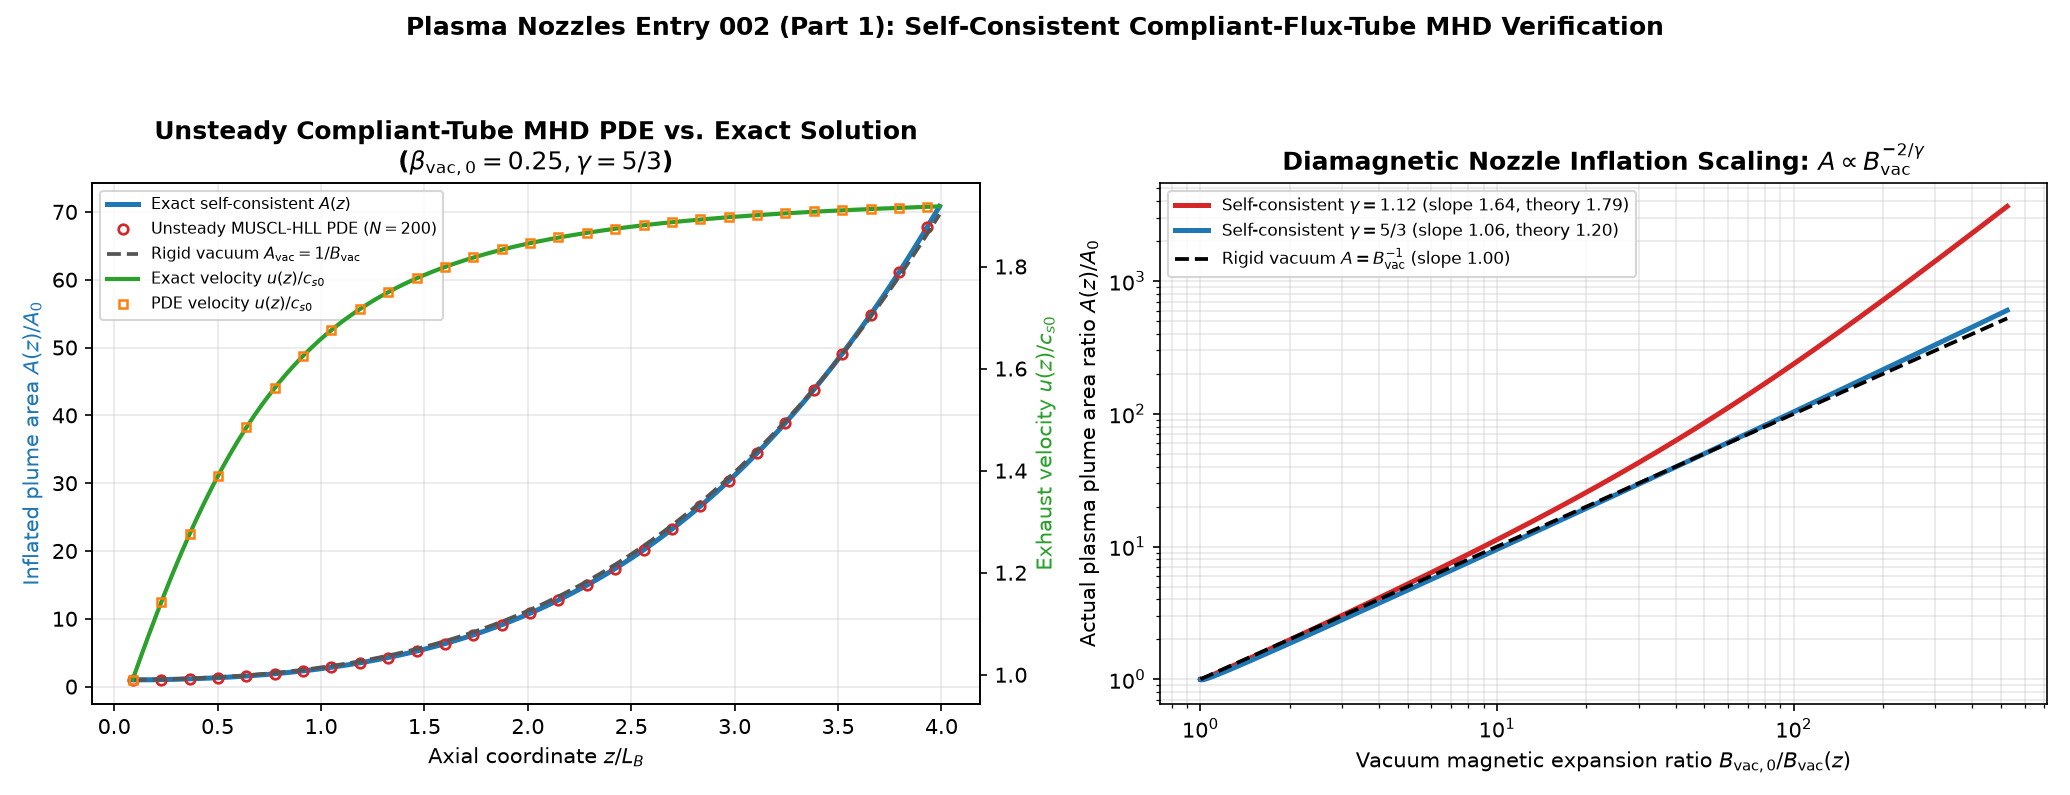 Plasma Nozzles Entry 002 (Part 1): Self-Consistent Compliant-Flux-Tube MHD Verification
Unsteady Compliant-Tube MHD PDE vs. Exact Solution
(β_vac, 0 = 0.25, γ = 5/3)
Exact self-consistent A(z)
Unsteady MUSCL-HLL PDE (N = 200)
Rigid vacuum A_vac = 1/B_vac
Exact velocity u(z)/c_s0
PDE velocity u(z)/c_s0
Inflated plume area A(z)/A_0
70
60
50
40
30
20
10
0
0.0 0.5 1.0 1.5 2.0 2.5 3.0 3.5 4.0
Axial coordinate z/L_B
1.8
1.6
1.4
1.2
1.0
Exhaust velocity u(z)/c_s0
Diamagnetic Nozzle Inflation Scaling: A ∝ B_vac^−2/γ
Self-consistent γ = 1.12 (slope 1.64, theory 1.79)
Self-consistent γ = 5/3 (slope 1.06, theory 1.20)
Rigid vacuum A = B_vac^−1 (slope 1.00)
Actual plasma plume area ratio A(z)/A_0
10^3
10^2
10^1
10^0
10^0 10^1 10^2
Vacuum magnetic expansion ratio B_vac, 0/B_vac(z)